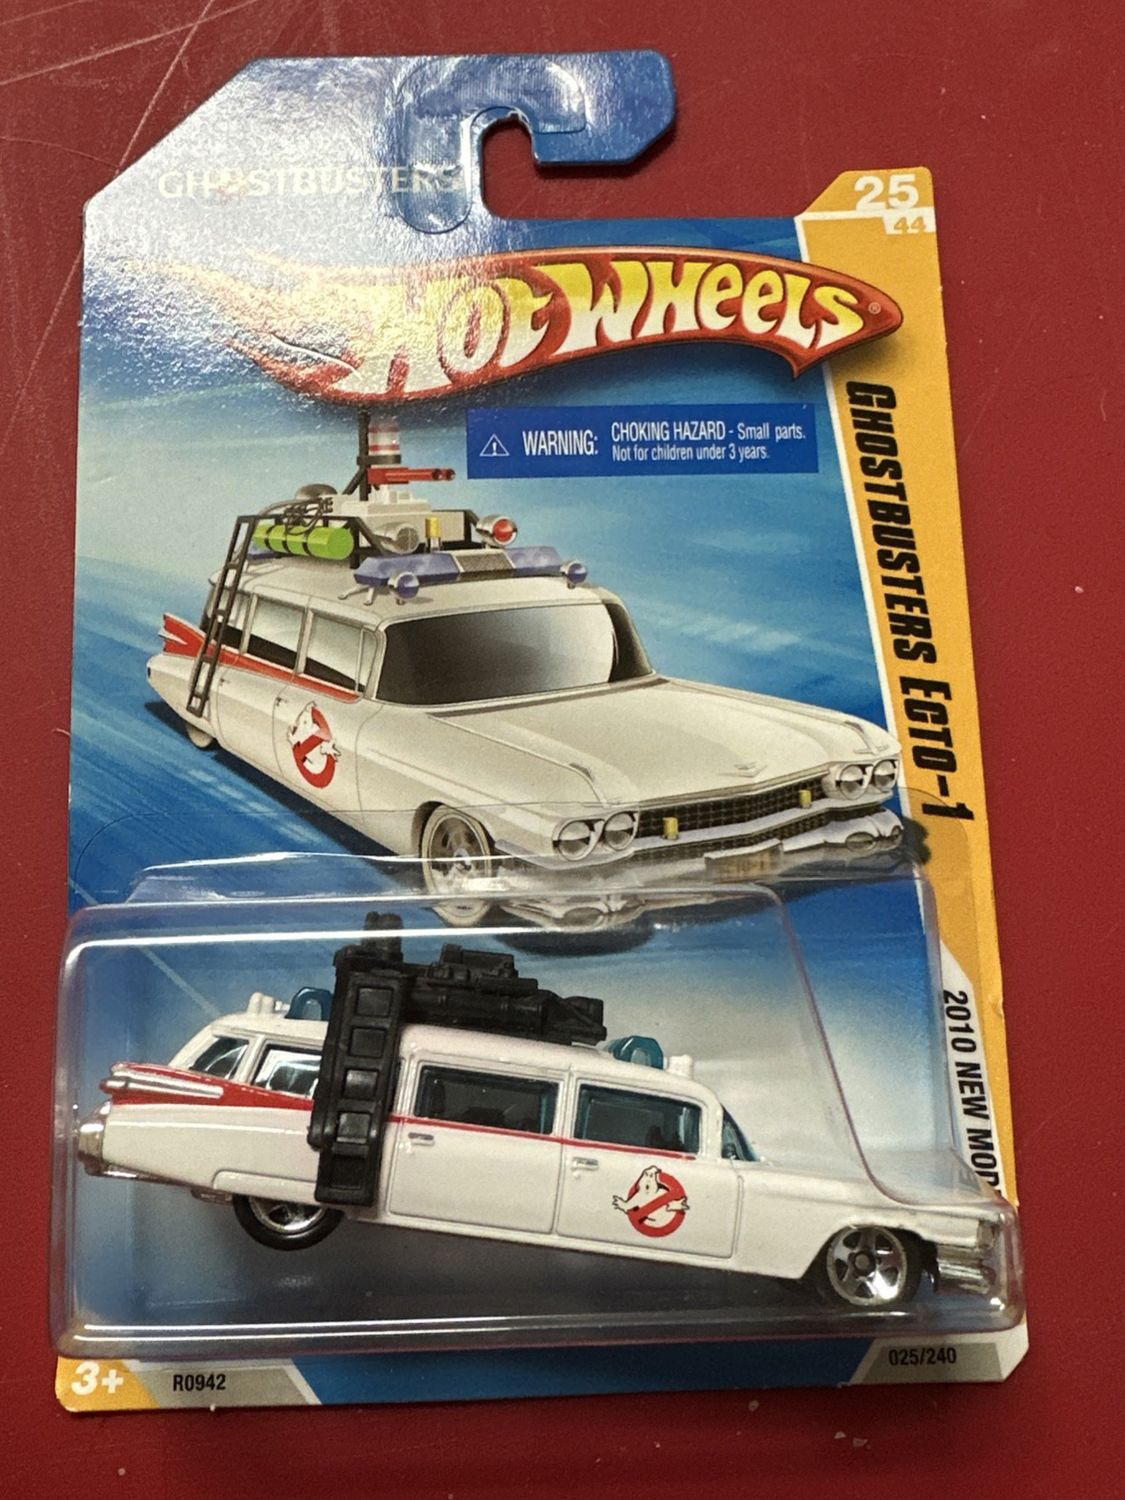 GHOSTBUSTERS
25
44
HOT WHEELS®
WARNING: CHOKING HAZARD - Small parts.
Not for children under 3 years.
GHOSTBUSTERS ECTO-1
2010 NEW MOD
3+
R0942
025/240